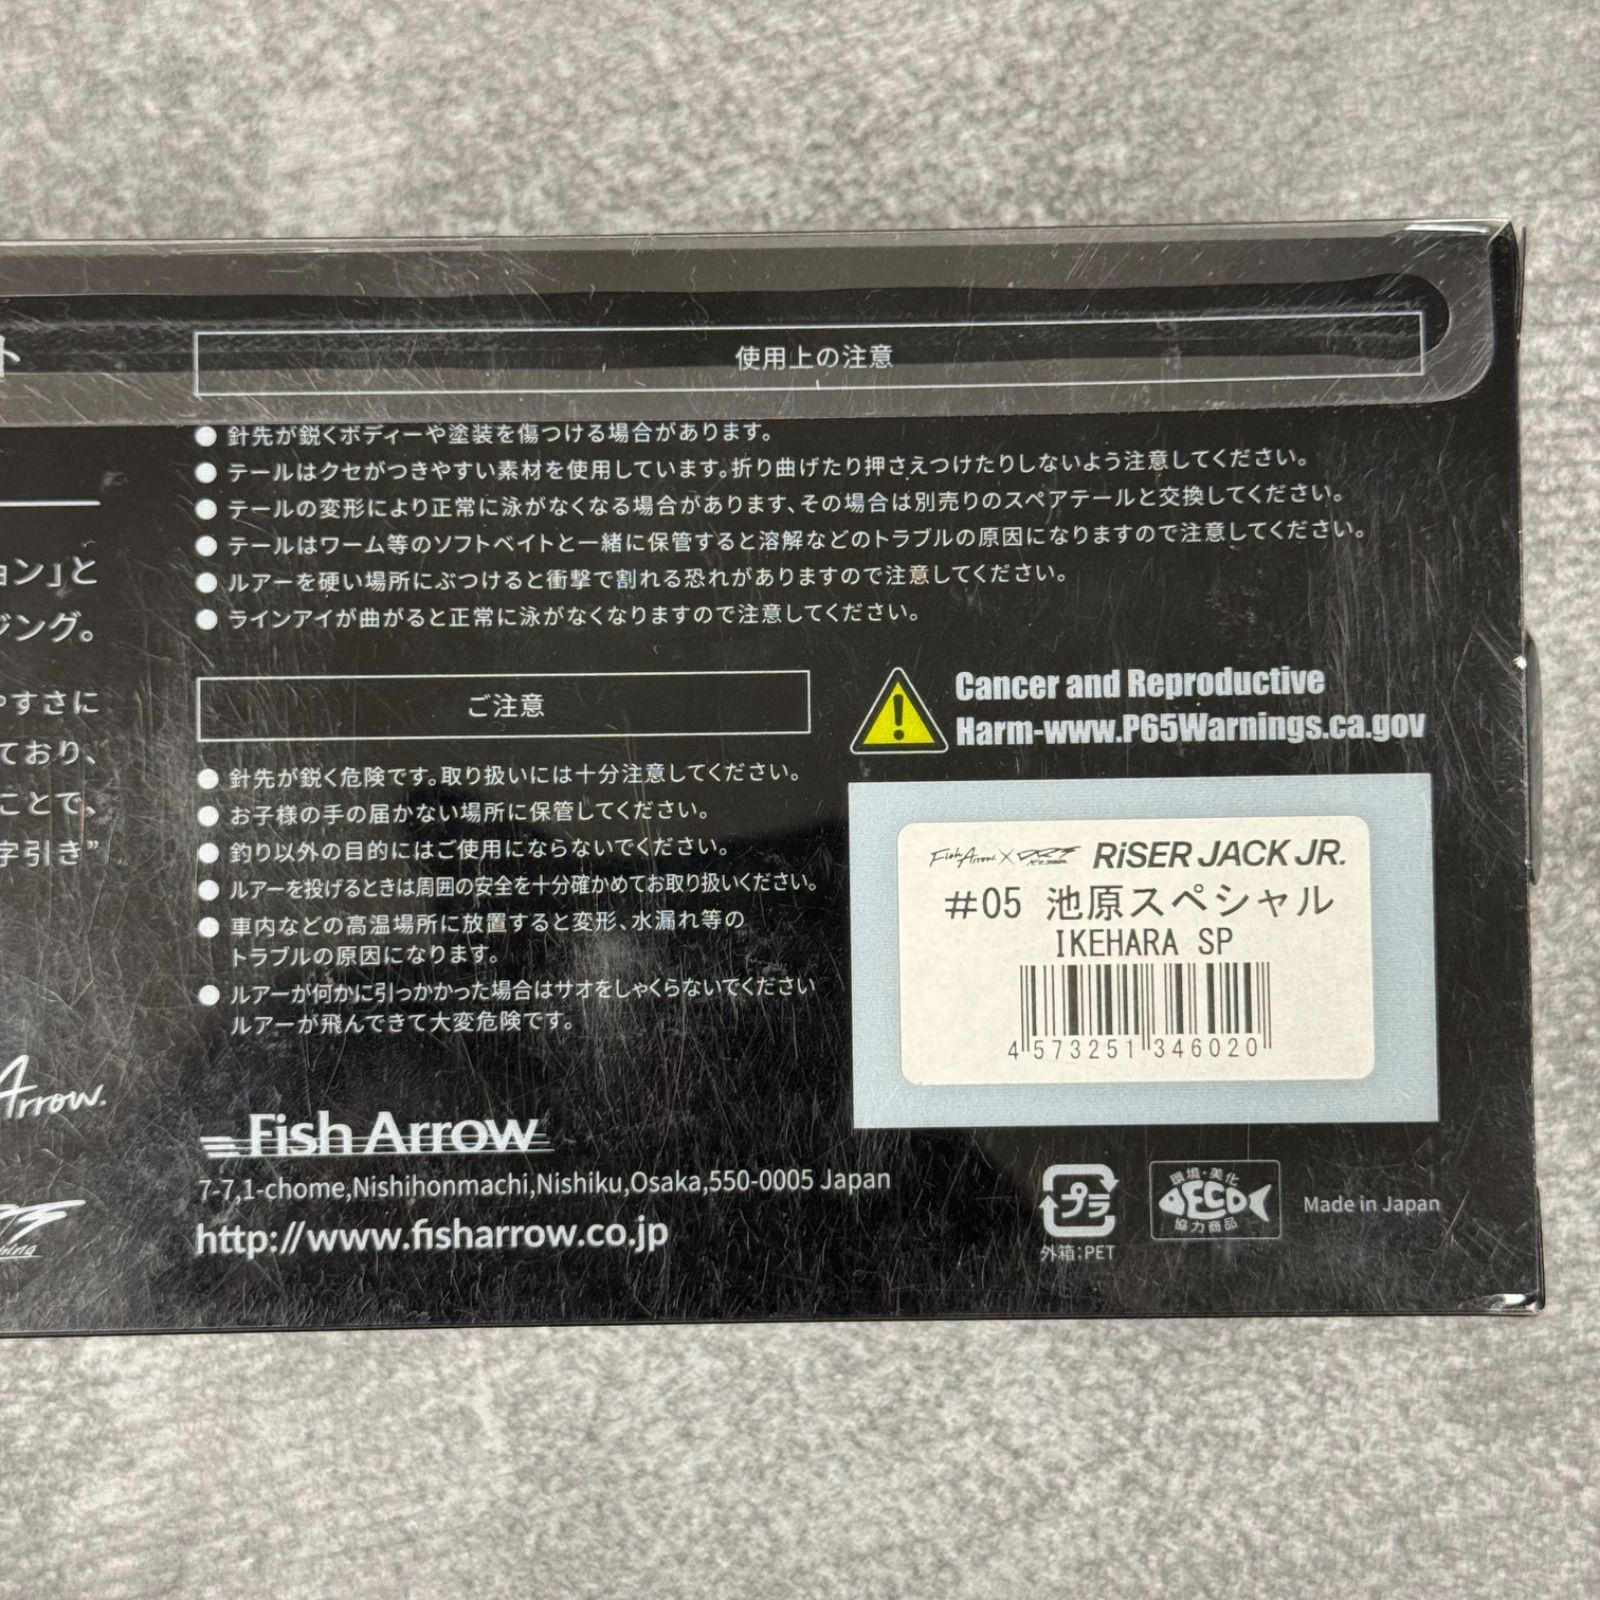 ト
ョン」と
ジング。
やすさに
ており、
ことで、
字引き”
Arrow.
使用上の注意
● 針先が鋭くボディーや塗装を傷つける場合があります。
● テールはクセがつきやすい素材を使用しています。折り曲げたり押さえつけたりしないよう注意してください。
● テールの変形により正常に泳がなくなる場合があります、その場合は別売りのスペアテールと交換してください。
● テールはワーム等のソフトベイトと一緒に保管すると溶解などのトラブルの原因になりますので注意してください。
● ルアーを硬い場所にぶつけると衝撃で割れる恐れがありますので注意してください。
● ラインアイが曲がると正常に泳がなくなりますので注意してください。
ご注意
● 針先が鋭く危険です。取り扱いには十分注意してください。
● お子様の手の届かない場所に保管してください。
● 釣り以外の目的にはご使用にならないでください。
● ルアーを投げるときは周囲の安全を十分確かめてお取り扱いください。
● 車内などの高温場所に放置すると変形、水漏れ等の
トラブルの原因になります。
● ルアーが何かに引っかかった場合はサオをしゃくらないでください
ルアーが飛んできて大変危険です。
Cancer and Reproductive
Harm-www.P65Warnings.ca.gov
Fish Arrow × DRT RiSER JACK JR.
#05 池原スペシャル
IKEHARA SP
4 573251 346020
Fish Arrow
7-7,1-chome,Nishihonmachi,Nishiku,Osaka,550-0005 Japan
http://www.fisharrow.co.jp
プラ
外箱:PET
環境・美化
ECO
協力商品
Made in Japan